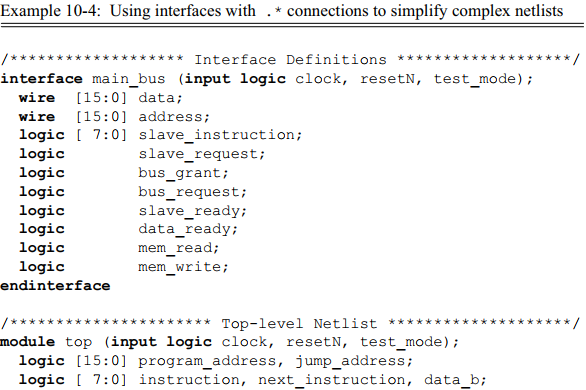 Example 10-4: Using interfaces with .* connections to simplify complex netlists
/******************* Interface Definitions *******************/
interface main_bus (input logic clock, resetN, test_mode);
  wire  [15:0] data;
  wire  [15:0] address;
  logic [ 7:0] slave_instruction;
  logic        slave_request;
  logic        bus_grant;
  logic        bus_request;
  logic        slave_ready;
  logic        data_ready;
  logic        mem_read;
  logic        mem_write;
endinterface
/********************** Top-level Netlist ********************/
module top (input logic clock, resetN, test_mode);
  logic [15:0] program_address, jump_address;
  logic [ 7:0] instruction, next_instruction, data_b;